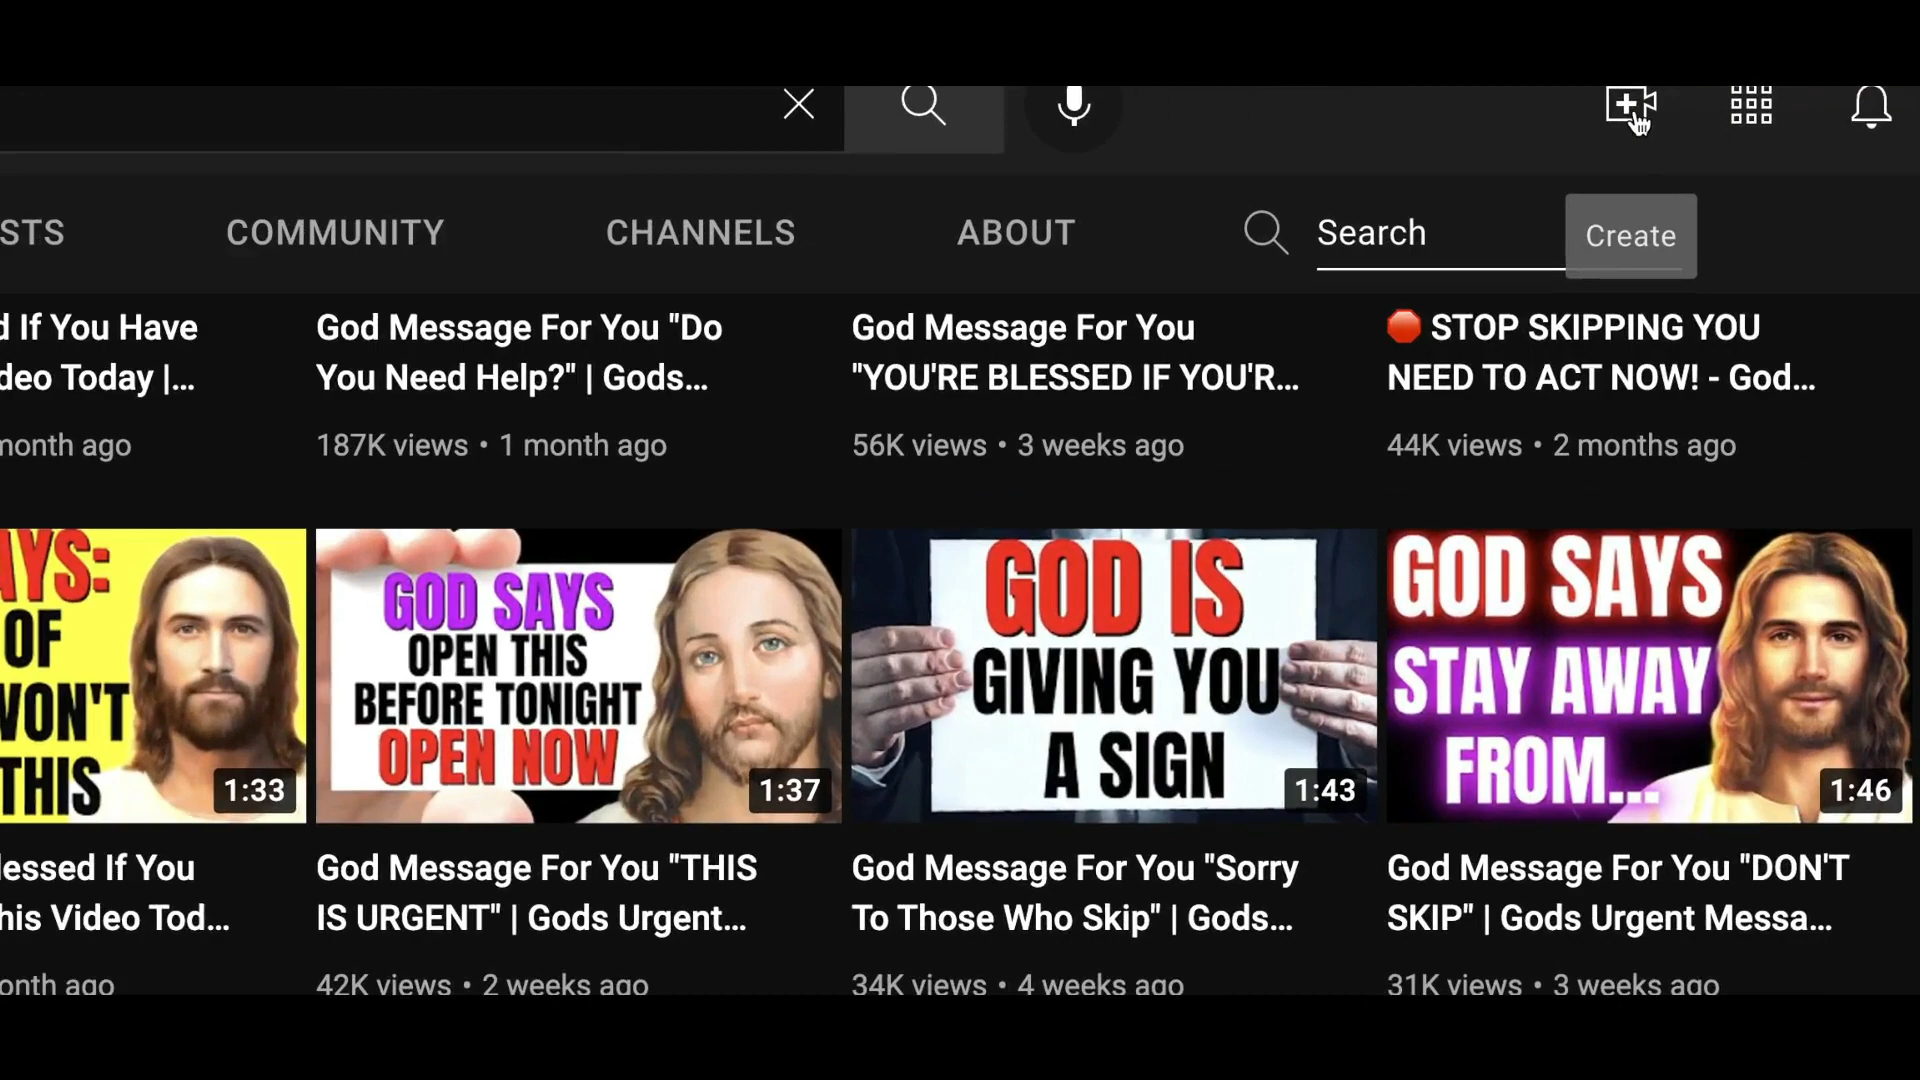 STS COMMUNITY CHANNELS ABOUT Search Create
d If You Have
deo Today |...
month ago
God Message For You "Do
You Need Help?" | Gods...
187K views • 1 month ago
God Message For You
"YOU'RE BLESSED IF YOU'R...
56K views • 3 weeks ago
🛑 STOP SKIPPING YOU
NEED TO ACT NOW! - God...
44K views • 2 months ago
AYS:
OF
WON'T
THIS
1:33
GOD SAYS
OPEN THIS
BEFORE TONIGHT
OPEN NOW
1:37
GOD IS
GIVING YOU
A SIGN
1:43
GOD SAYS
STAY AWAY
FROM...
1:46
lessed If You
his Video Tod...
onth ago
God Message For You "THIS
IS URGENT" | Gods Urgent...
42K views • 2 weeks ago
God Message For You "Sorry
To Those Who Skip" | Gods...
34K views • 4 weeks ago
God Message For You "DON'T
SKIP" | Gods Urgent Messa...
31K views • 3 weeks ago